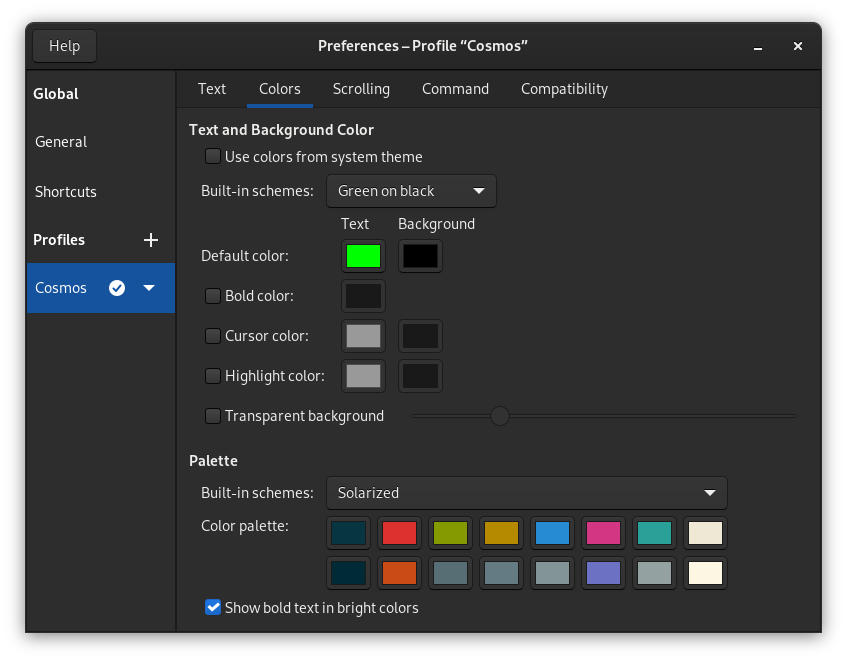 Help
Preferences – Profile “Cosmos”
Global
General
Shortcuts
Profiles
Cosmos
Text Colors Scrolling Command Compatibility
Text and Background Color
Use colors from system theme
Built-in schemes: Green on black
Text Background
Default color:
Bold color:
Cursor color:
Highlight color:
Transparent background
Palette
Built-in schemes: Solarized
Color palette:
Show bold text in bright colors